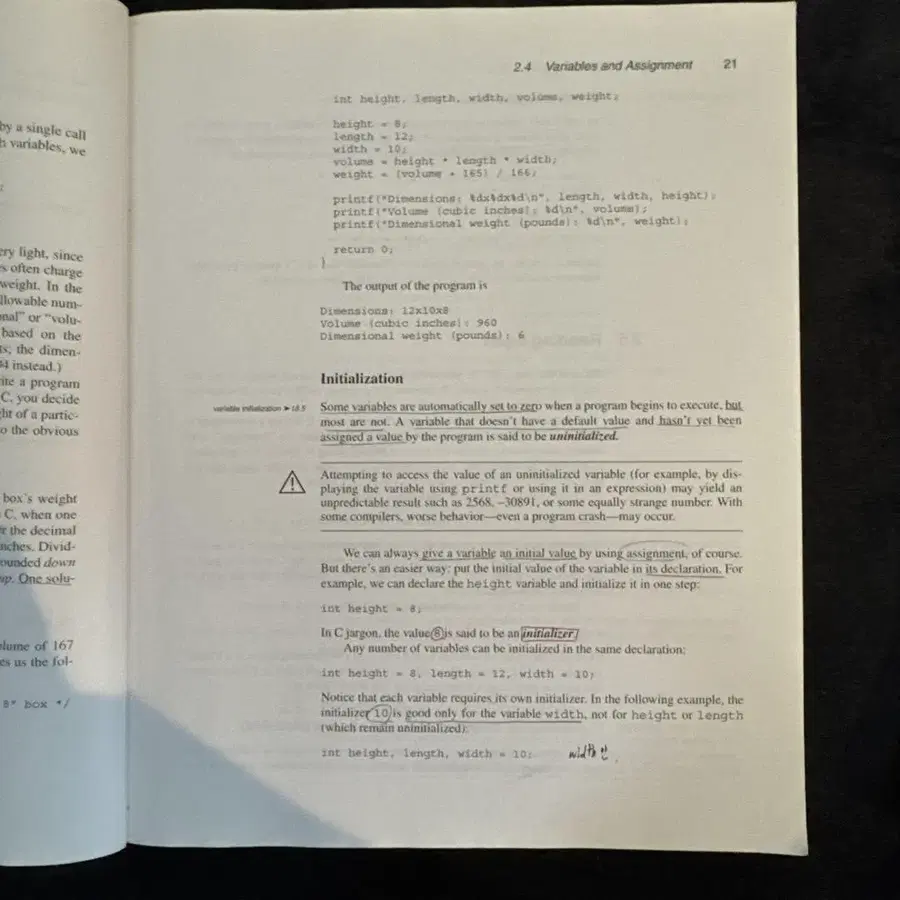 by a single call
h variables, we
ery light, since
s often charge
weight. In the
llowable num-
onal" or "volu-
based on the
ts; the dimen-
4 instead.)
ite a program
C, you decide
ght of a partic-
o the obvious
box's weight
C, when one
r the decimal
nches. Divid-
ounded down
up. One solu-
olume of 167
es us the fol-
8" box */
2.4 Variables and Assignment 21
int height, length, width, volume, weight;
height = 8;
length = 12;
width = 10;
volume = height * length * width;
weight = (volume + 165) / 166;
printf("Dimensions: %dx%dx%d\n", length, width, height);
printf("Volume (cubic inches): %d\n", volume);
printf("Dimensional weight (pounds): %d\n", weight);
return 0;
}
The output of the program is
Dimensions: 12x10x8
Volume (cubic inches): 960
Dimensional weight (pounds): 6
Initialization
variable initialization ➤18.5
Some variables are automatically set to zero when a program begins to execute, but
most are not. A variable that doesn't have a default value and hasn't yet been
assigned a value by the program is said to be uninitialized.
Attempting to access the value of an uninitialized variable (for example, by dis-
playing the variable using printf or using it in an expression) may yield an
unpredictable result such as 2568, –30891, or some equally strange number. With
some compilers, worse behavior—even a program crash—may occur.
We can always give a variable an initial value by using assignment, of course.
But there's an easier way: put the initial value of the variable in its declaration. For
example, we can declare the height variable and initialize it in one step:
int height = 8;
In C jargon, the value 8 is said to be an initializer.
Any number of variables can be initialized in the same declaration:
int height = 8, length = 12, width = 10;
Notice that each variable requires its own initializer. In the following example, the
initializer 10 is good only for the variable width, not for height or length
(which remain uninitialized):
int height, length, width = 10; width 만